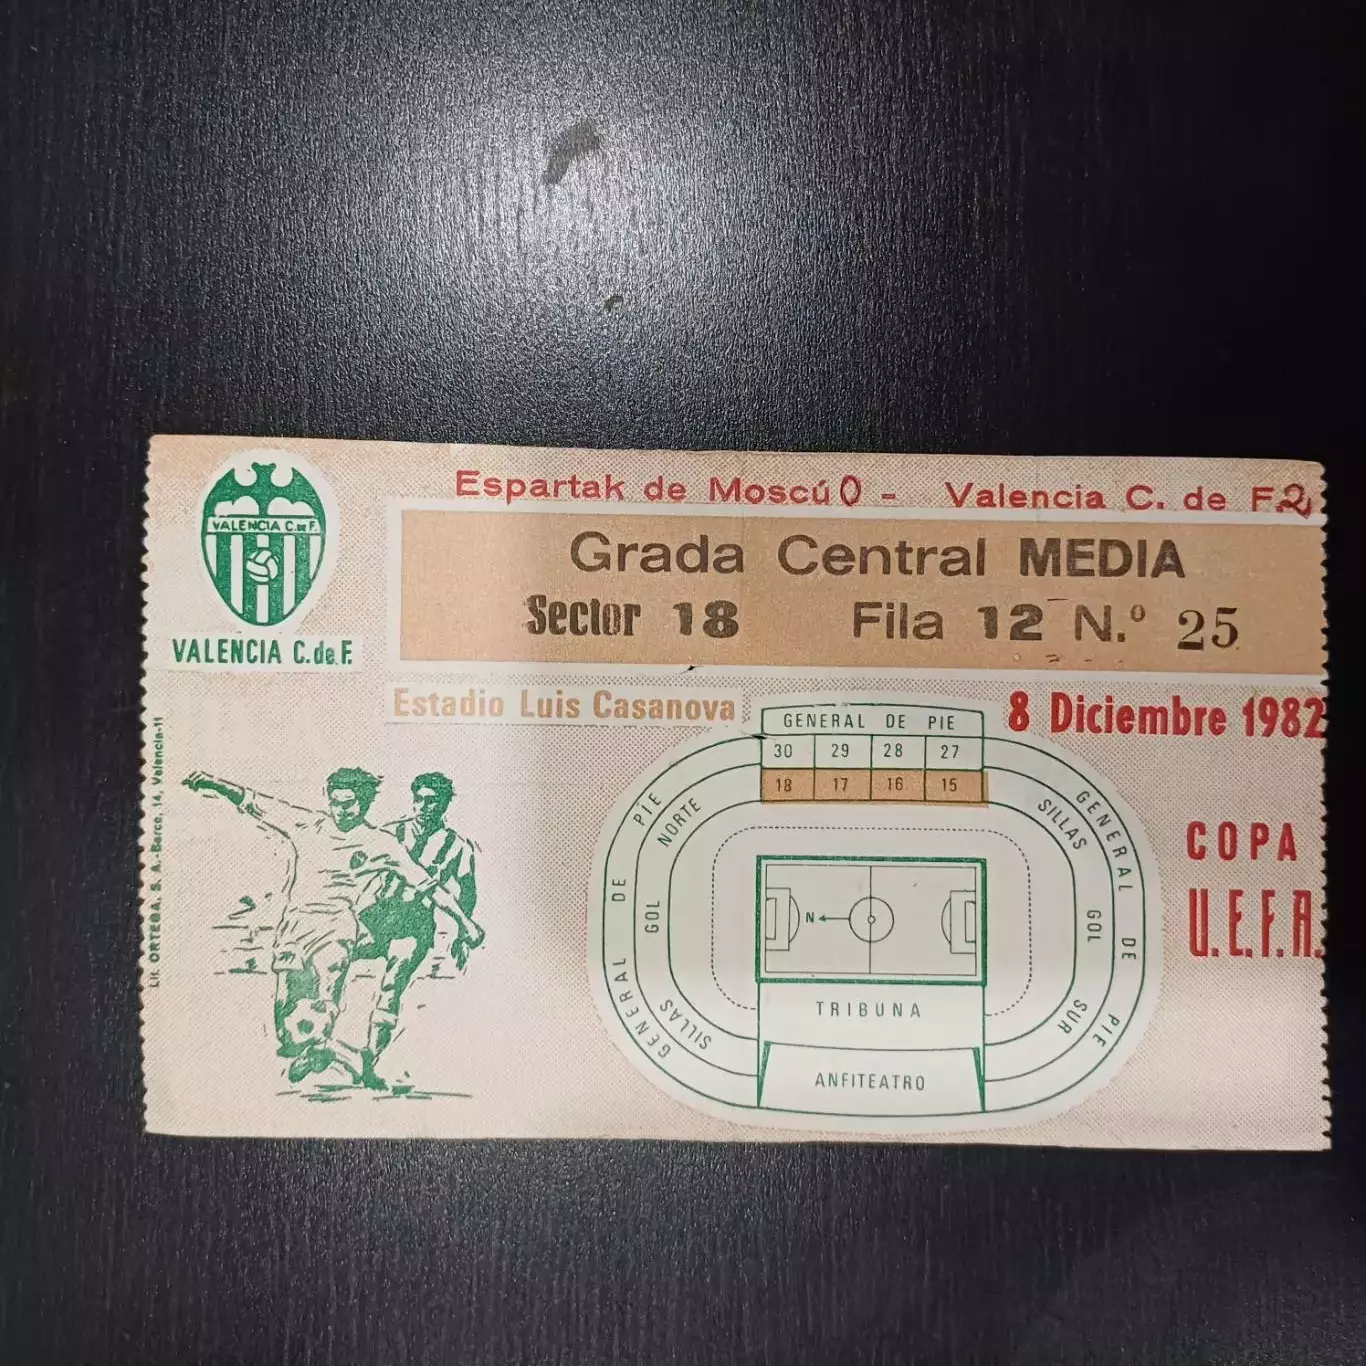 Espartak de Moscú 0 - Valencia C. de F. 2
VALENCIA C. de F.
VALENCIA C. de F.
Grada Central MEDIA
Sector 18 Fila 12 N.º 25
Estadio Luis Casanova
8 Diciembre 1982
COPA
U.E.F.A.
GENERAL DE PIE
30 29 28 27
18 17 16 15
GENERAL DE PIE
GOL NORTE
SILLAS
SILLAS GOL SUR
GENERAL DE PIE
N
TRIBUNA
ANFITEATRO
Lit. ORTEGA, S. A.-Barco, 14, Valencia-11